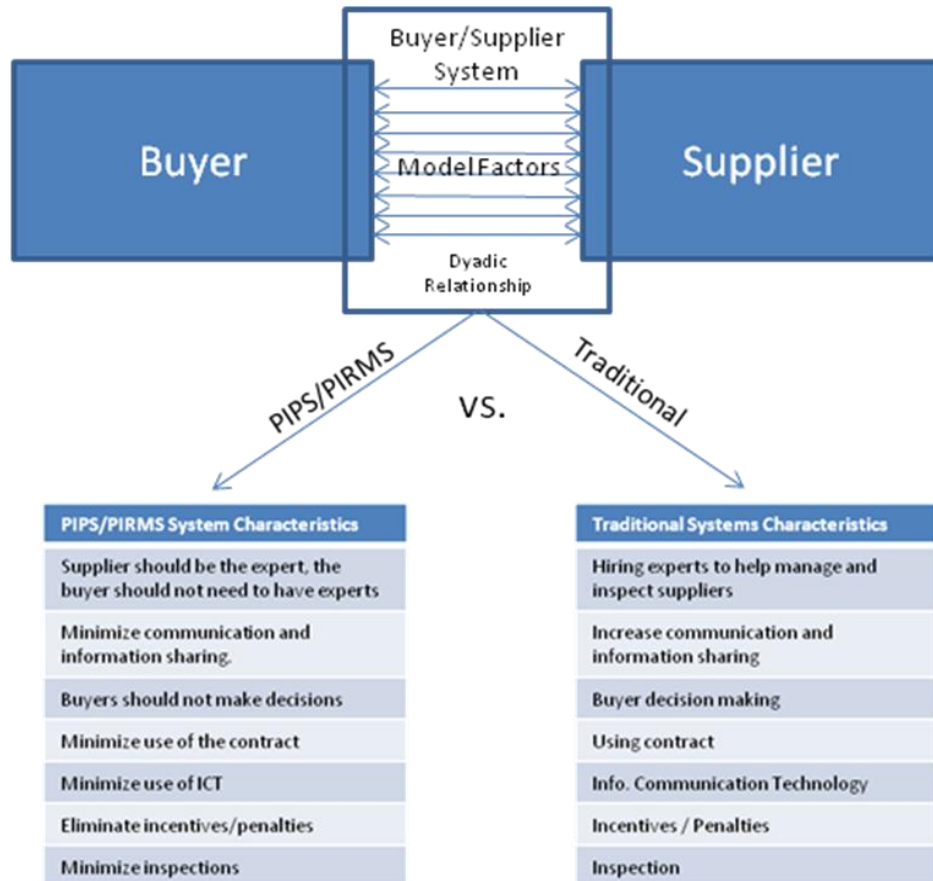 Buyer/Supplier
System
Buyer
Model Factors
Supplier
Dyadic
Relationship
PIPS/PIRMS
vs.
Traditional
PIPS/PIRMS System Characteristics
Supplier should be the expert, the
buyer should not need to have experts
Minimize communication and
information sharing.
Buyers should not make decisions
Minimize use of the contract
Minimize use of ICT
Eliminate incentives/penalties
Minimize inspections
Traditional Systems Characteristics
Hiring experts to help manage and
inspect suppliers
Increase communication and
information sharing
Buyer decision making
Using contract
Info. Communication Technology
Incentives / Penalties
Inspection